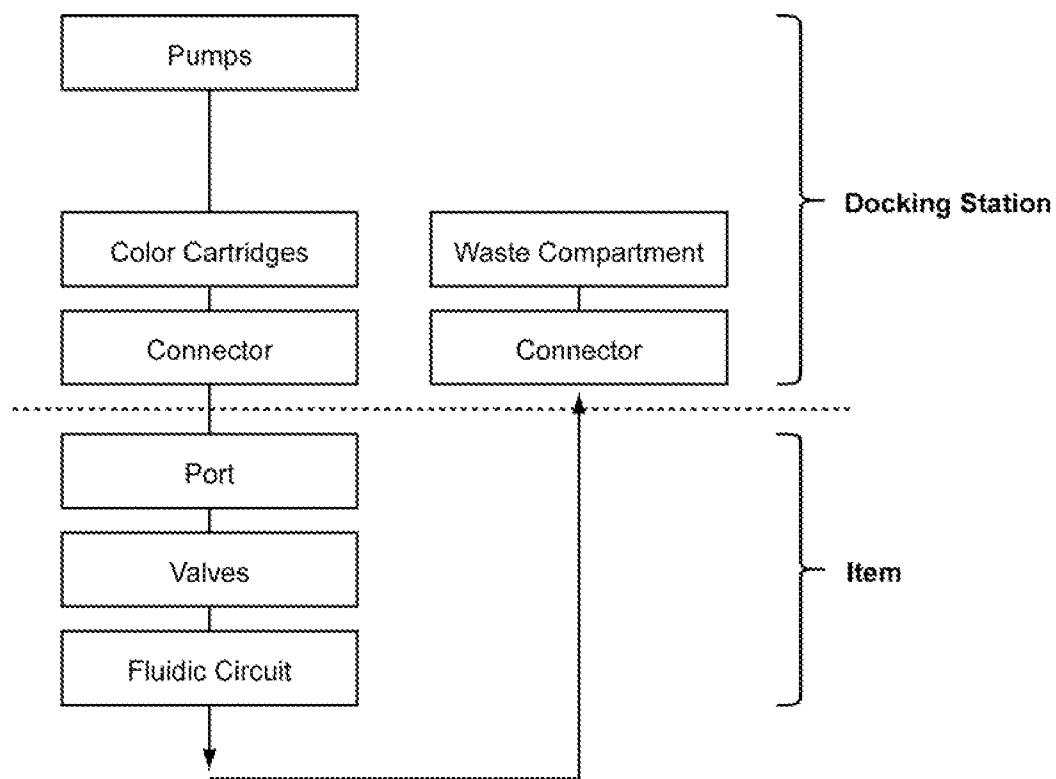 Pumps
Color Cartridges
Waste Compartment
Docking Station
Connector
Connector
Port
Valves
Item
Fluidic Circuit